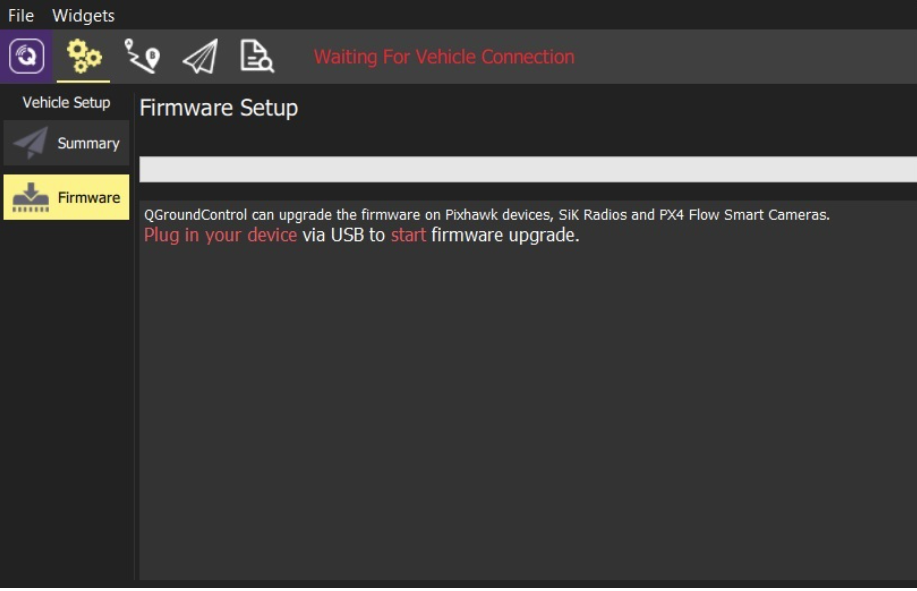 File Widgets
Waiting For Vehicle Connection
Vehicle Setup
Firmware Setup
Summary
Firmware
QGroundControl can upgrade the firmware on Pixhawk devices, SiK Radios and PX4 Flow Smart Cameras.
Plug in your device via USB to start firmware upgrade.